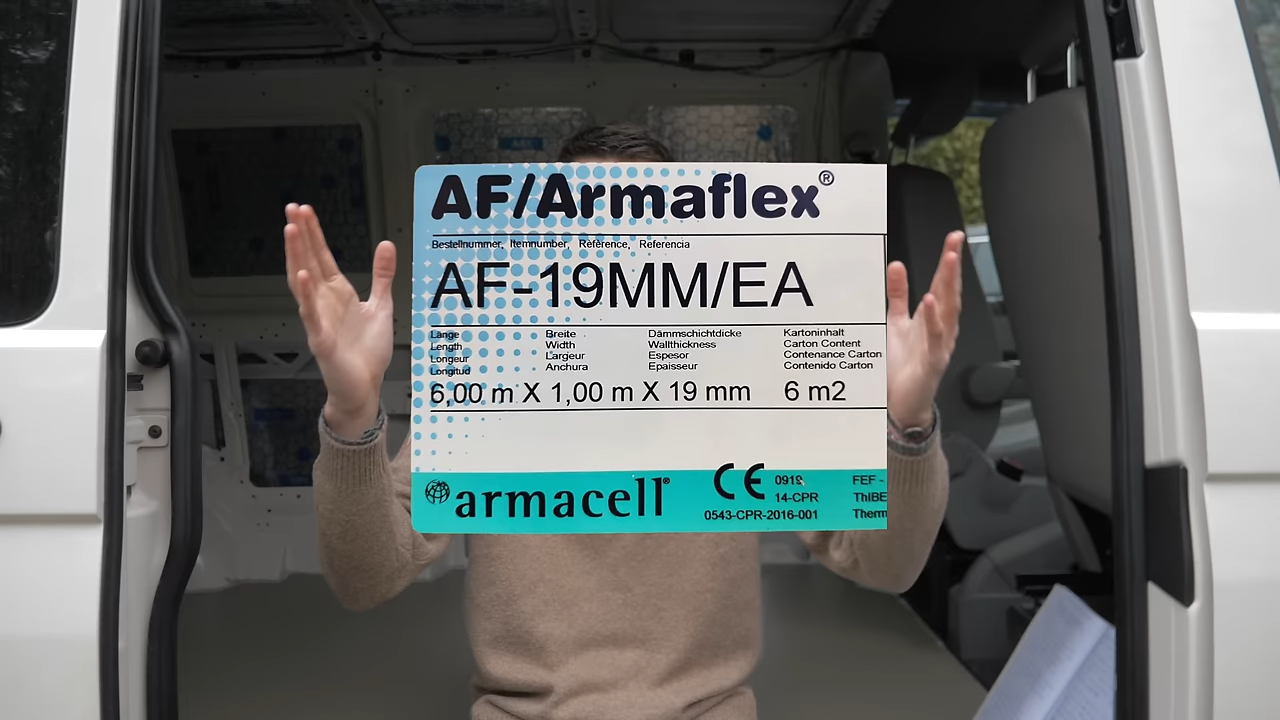 AF/Armaflex®
Bestellnummer, Itemnumber, Référence, Referencia
AF-19MM/EA
Länge Breite Dämmschichtdicke Kartoninhalt
Length Width Wallthickness Carton Content
Longeur Largeur Espesor Contenance Carton
Longitud Anchura Epaisseur Contenido Carton
6,00 m X 1,00 m X 19 mm 6 m2
armacell®
CE
0919
14-CPR
0543-CPR-2016-001
FEF -
ThIBE
Therm